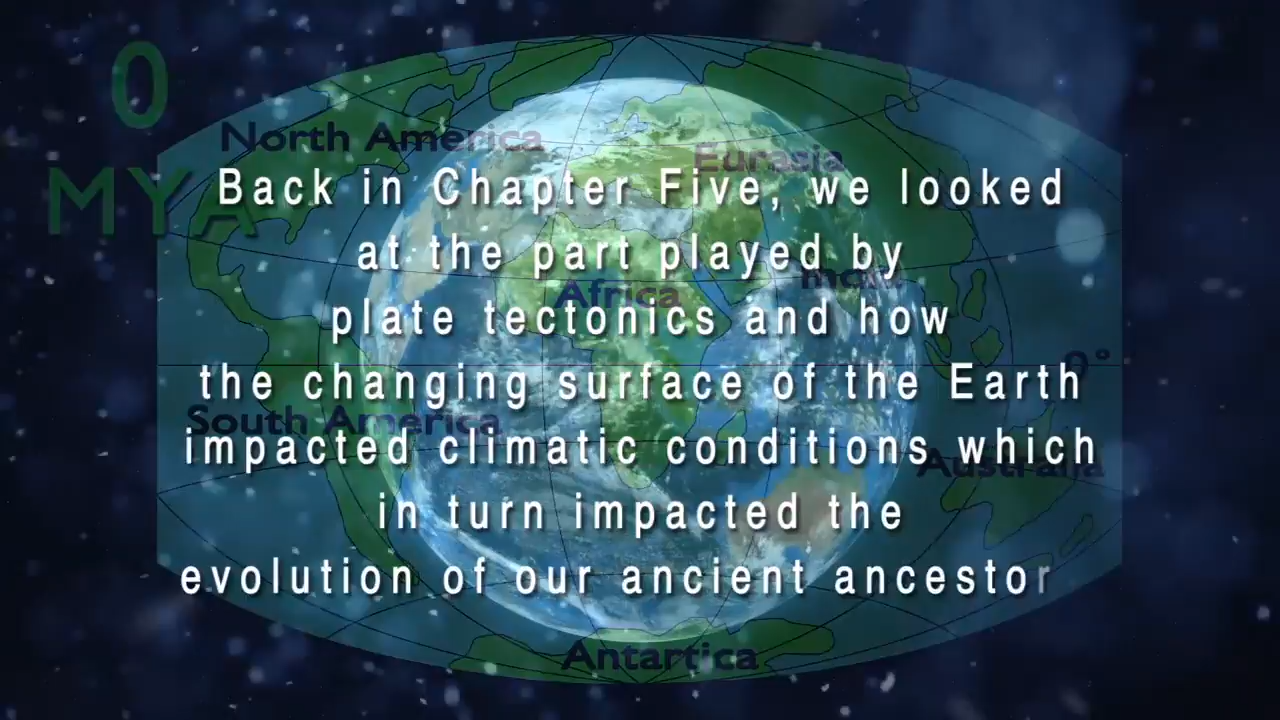 0
MYA
North America
Eurasia
Back in Chapter Five, we looked
at the part played by
Africa
plate tectonics and how
0°
the changing surface of the Earth
South America
impacted climatic conditions which
Australia
in turn impacted the
evolution of our ancient ancestor
Antartica